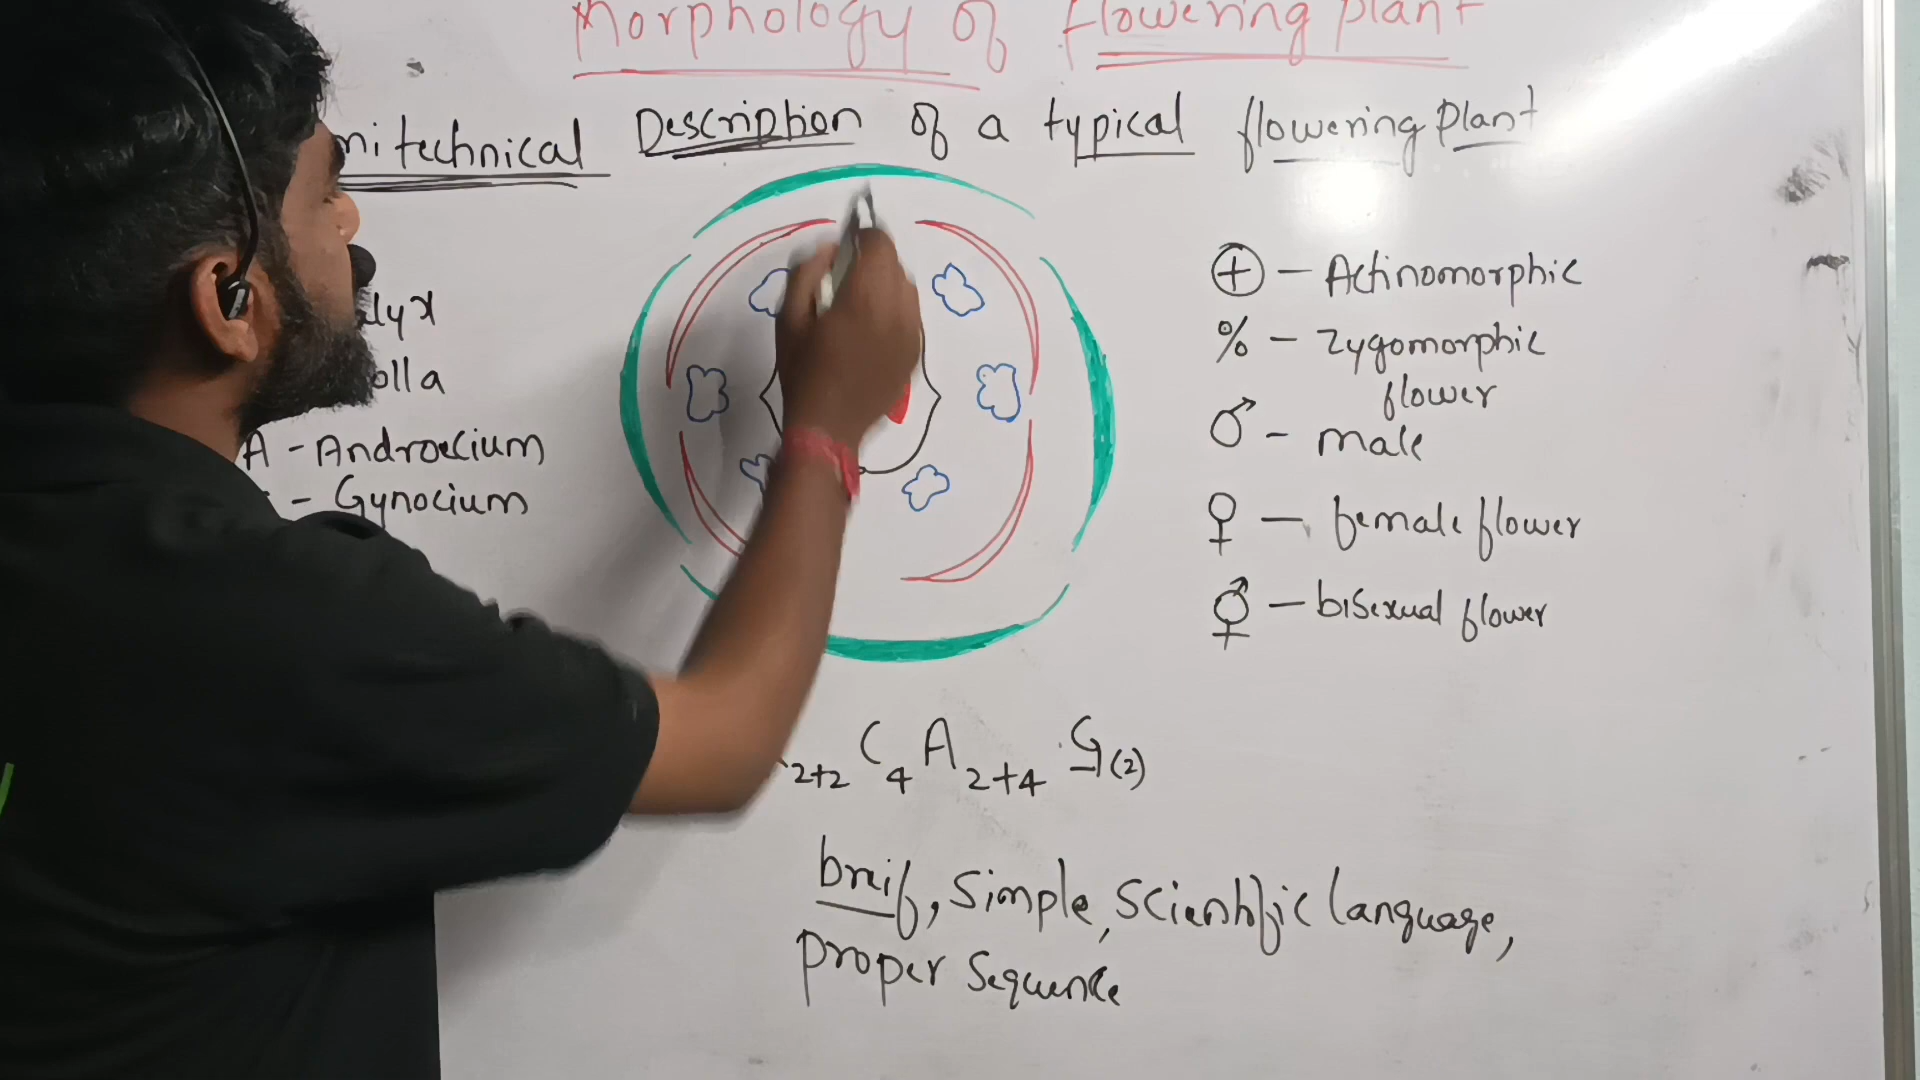 Morphology of flowering plant
mitechnical Description of a typical flowering Plant
lyx
olla
A - Androecium
- Gynocium
⊕ - Actinomorphic
% - Zygomorphic
flower
♂ - male
♀ - female flower
⚥ - bisexual flower
2+2 C4 A2+4 G(2)
breif, Simple, Scientific language,
proper Sequence